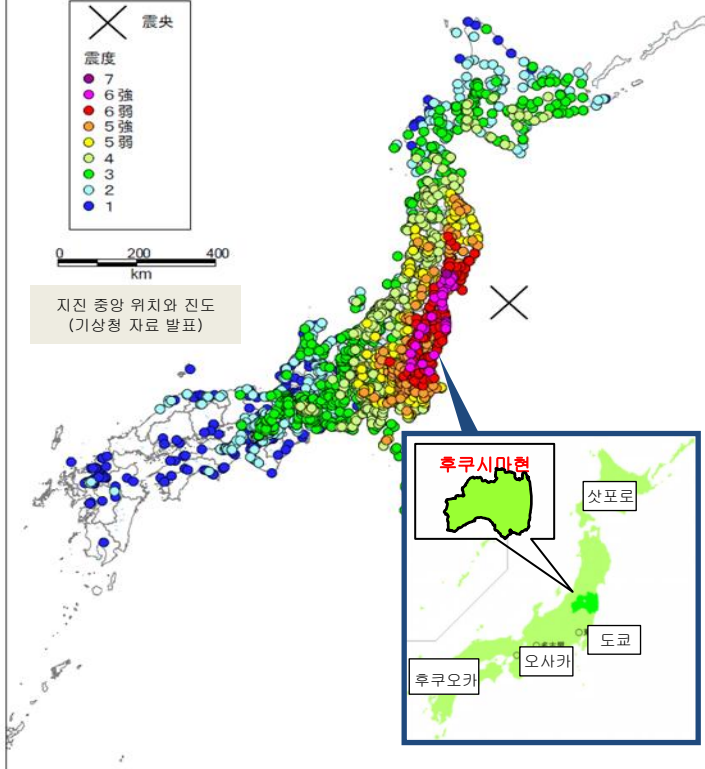 震央
震度
7
6強
6弱
5強
5弱
4
3
2
1
0 200 400
km
지진 중앙 위치와 진도
(기상청 자료 발표)
후쿠시마현
삿포로
도쿄
오사카
후쿠오카